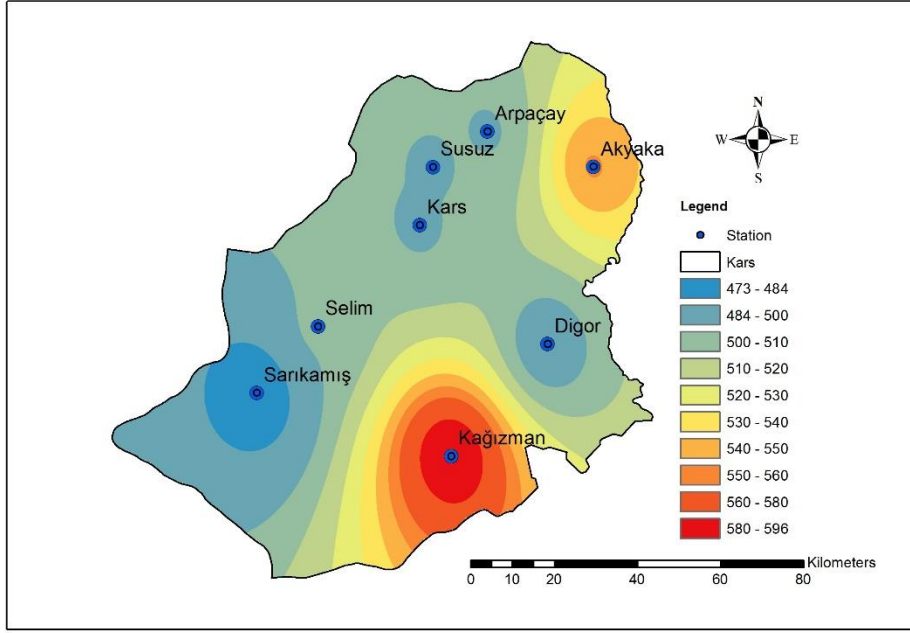 Arpaçay
Susuz
Akyaka
Kars
Selim
Digor
Sarıkamış
Kağızman
N
W E
S
Legend
Station
Kars
473 - 484
484 - 500
500 - 510
510 - 520
520 - 530
530 - 540
540 - 550
550 - 560
560 - 580
580 - 596
Kilometers
0 10 20 40 60 80